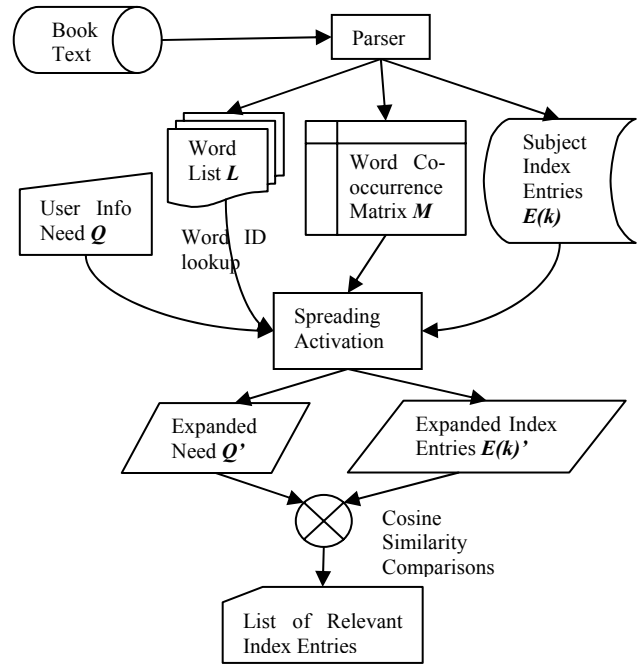 Book
Text
Parser
Word
List L
Word Co-
occurrence
Matrix M
Subject
Index
Entries
E(k)
User Info
Need Q
Word ID
lookup
Spreading
Activation
Expanded
Need Q’
Expanded Index
Entries E(k)’
Cosine
Similarity
Comparisons
List of Relevant
Index Entries